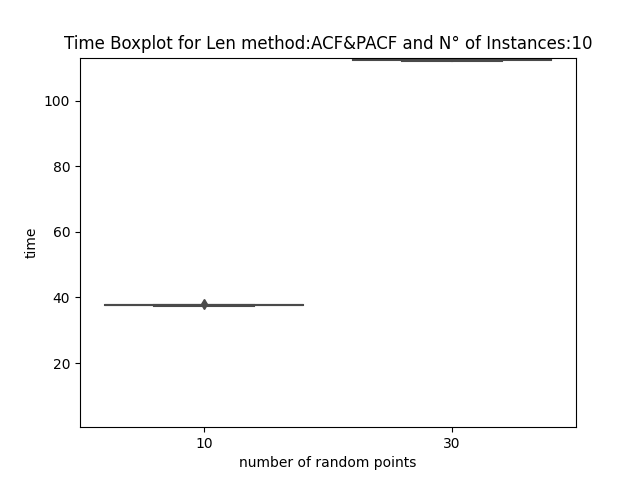 Time Boxplot for Len method:ACF&PACF and N° of Instances:10
100
80
60
40
20
time
10 30
number of random points